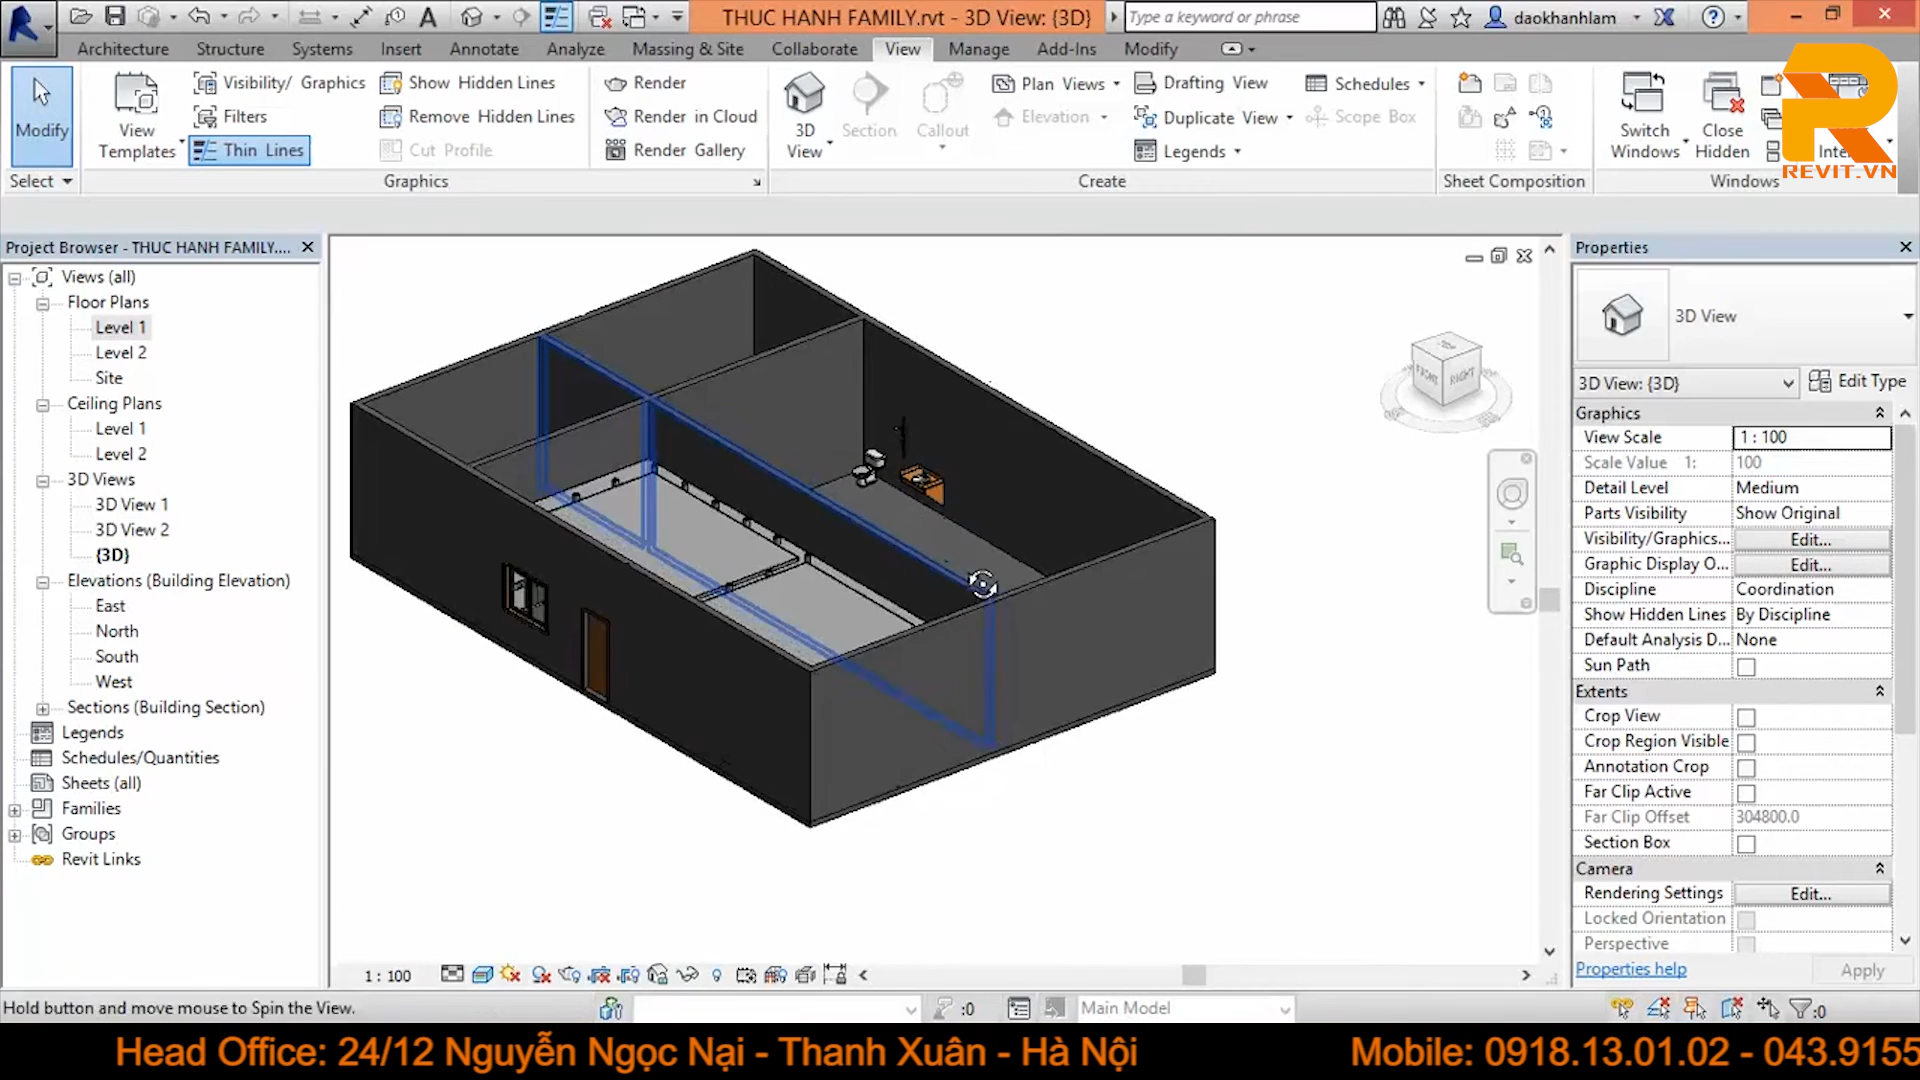 THUC HANH FAMILY.rvt - 3D View: {3D}
Type a keyword or phrase
daokhanhlam
Architecture
Structure
Systems
Insert
Annotate
Analyze
Massing & Site
Collaborate
View
Manage
Add-Ins
Modify
Modify
View
Templates
Visibility/ Graphics
Filters
Thin Lines
Show Hidden Lines
Remove Hidden Lines
Cut Profile
Render
Render in Cloud
Render Gallery
3D
View
Section
Callout
Plan Views
Elevation
Drafting View
Duplicate View
Legends
Schedules
Scope Box
Switch
Windows
Close
Hidden
REVIT.VN
Select
Graphics
Create
Sheet Composition
Windows
Project Browser - THUC HANH FAMILY....
Views (all)
Floor Plans
Level 1
Level 2
Site
Ceiling Plans
Level 1
Level 2
3D Views
3D View 1
3D View 2
{3D}
Elevations (Building Elevation)
East
North
South
West
Sections (Building Section)
Legends
Schedules/Quantities
Sheets (all)
Families
Groups
Revit Links
FRONT
RIGHT
Properties
3D View
3D View: {3D}
Edit Type
Graphics
View Scale
1 : 100
Scale Value 1:
100
Detail Level
Medium
Parts Visibility
Show Original
Visibility/Graphics...
Edit...
Graphic Display O...
Edit...
Discipline
Coordination
Show Hidden Lines
By Discipline
Default Analysis D...
None
Sun Path
Extents
Crop View
Crop Region Visible
Annotation Crop
Far Clip Active
Far Clip Offset
304800.0
Section Box
Camera
Rendering Settings
Edit...
Locked Orientation
Perspective
Properties help
Apply
1 : 100
Hold button and move mouse to Spin the View.
:0
Main Model
:0
Head Office: 24/12 Nguyễn Ngọc Nại - Thanh Xuân - Hà Nội
Mobile: 0918.13.01.02 - 043.9155